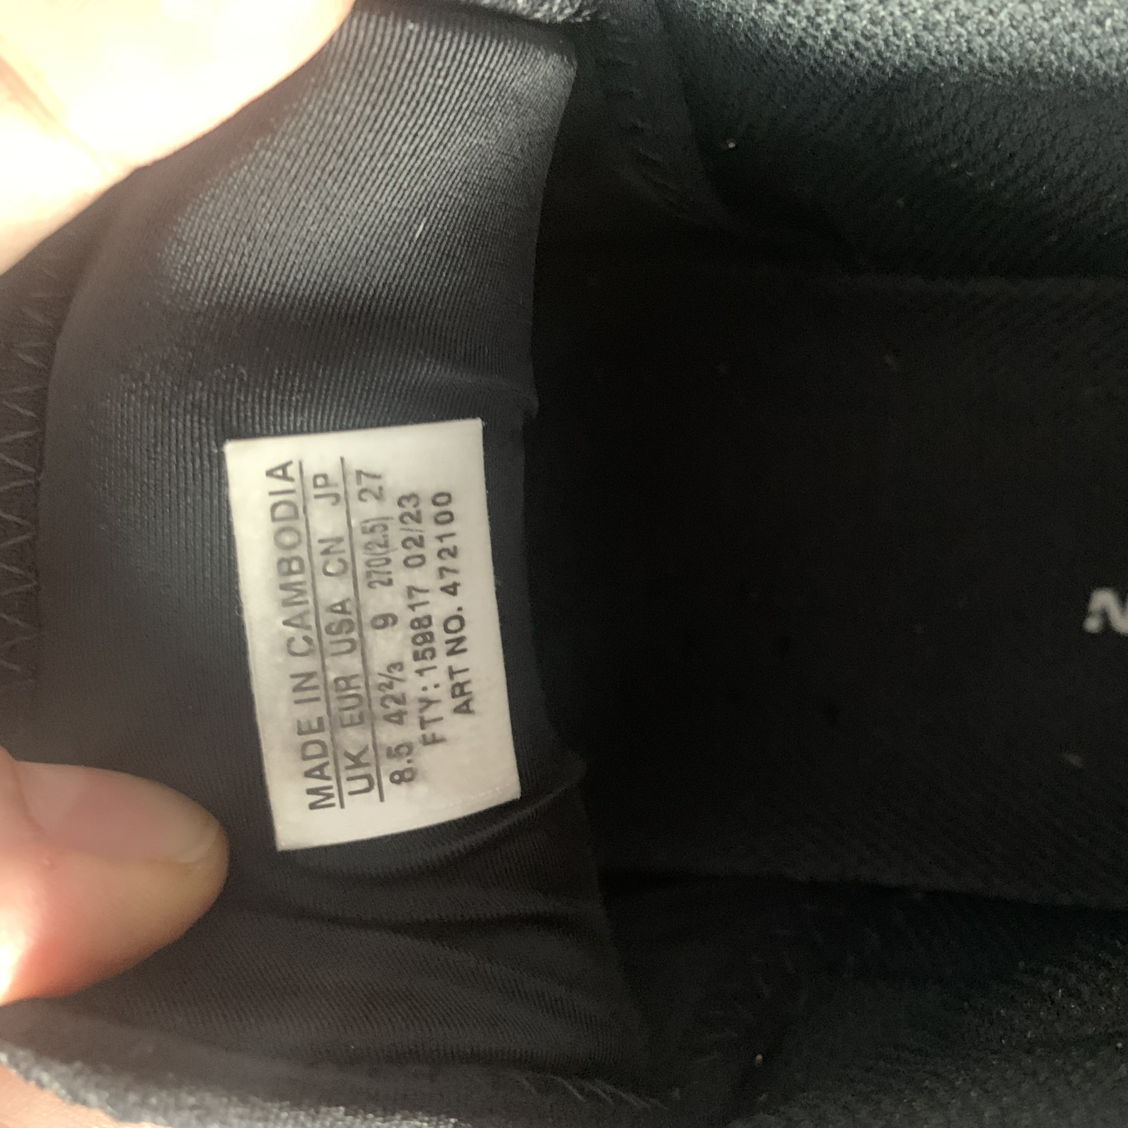 MADE IN CAMBODIA
UK EUR USA CN JP
8.5 42⅔ 9 270(2.5) 27
FTY: 159817 02/23
ART NO. 472100